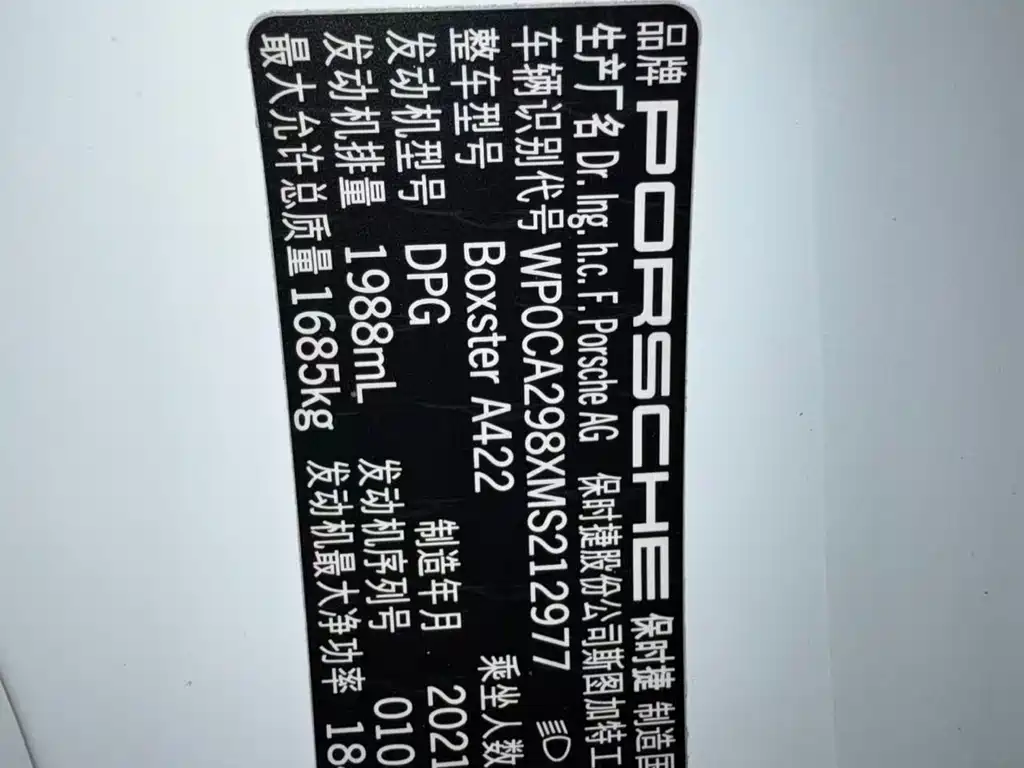 品牌 PORSCHE 保时捷 制造国
生产厂名 Dr. Ing. h.c. F. Porsche AG 保时捷股份公司斯图加特工
车辆识别代号 WP0CA298XMS212977
整车型号 Boxster A422 乘坐人数
发动机型号 DPG 制造年月 2021
发动机排量 1988mL 发动机序列号 010
最大允许总质量 1685kg 发动机最大净功率 18